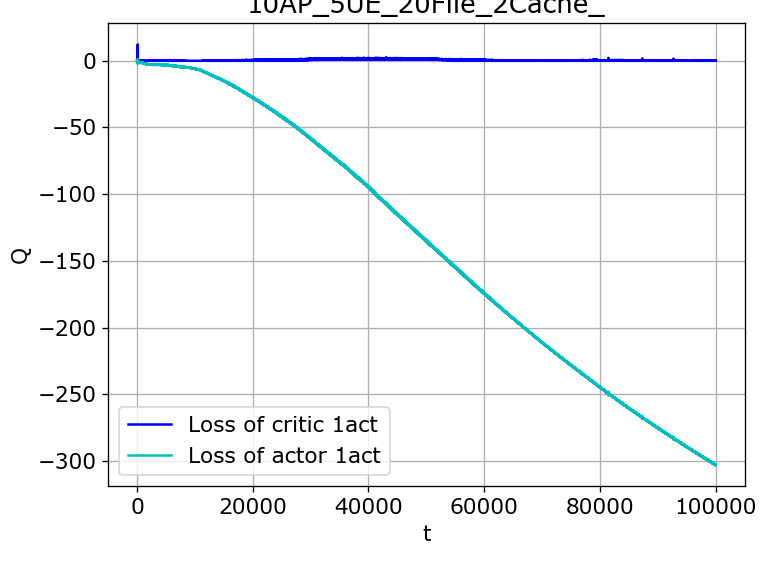 10AP_5UE_20File_2Cache_
0
−50
−100
−150
−200
−250
−300
Q
Loss of critic 1act
Loss of actor 1act
0 20000 40000 60000 80000 100000
t